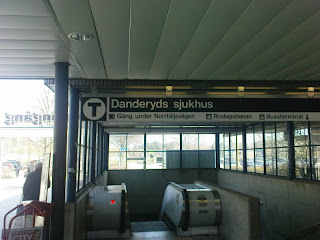 T Danderyds sjukhus
Gång under Norrtäljevägen Roslagsbanan Bussterminal